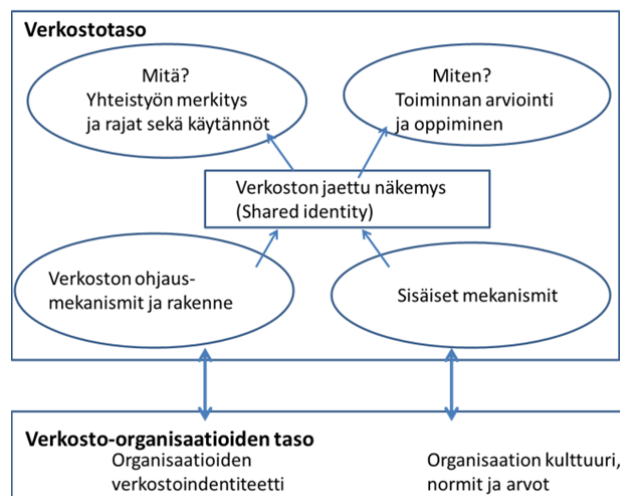 Verkostotaso
Mitä?
Yhteistyön merkitys
ja rajat sekä käytännöt
Miten?
Toiminnan arviointi
ja oppiminen
Verkoston jaettu näkemys
(Shared identity)
Verkoston ohjaus-
mekanismit ja rakenne
Sisäiset mekanismit
Verkosto-organisaatioiden taso
Organisaatioiden
verkostoindentiteetti
Organisaation kulttuuri,
normit ja arvot